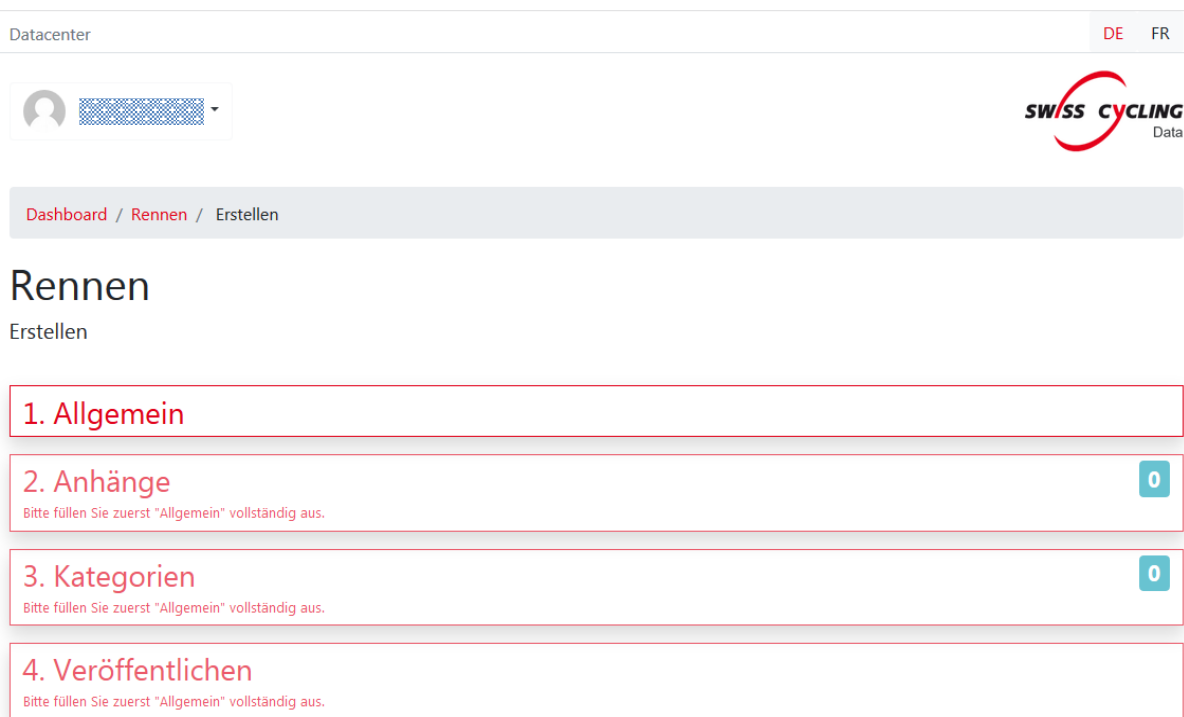 Datacenter
DE FR
SWISS CYCLING
Data
Dashboard / Rennen / Erstellen
Rennen
Erstellen
1. Allgemein
2. Anhänge
0
Bitte füllen Sie zuerst "Allgemein" vollständig aus.
3. Kategorien
0
Bitte füllen Sie zuerst "Allgemein" vollständig aus.
4. Veröffentlichen
Bitte füllen Sie zuerst "Allgemein" vollständig aus.